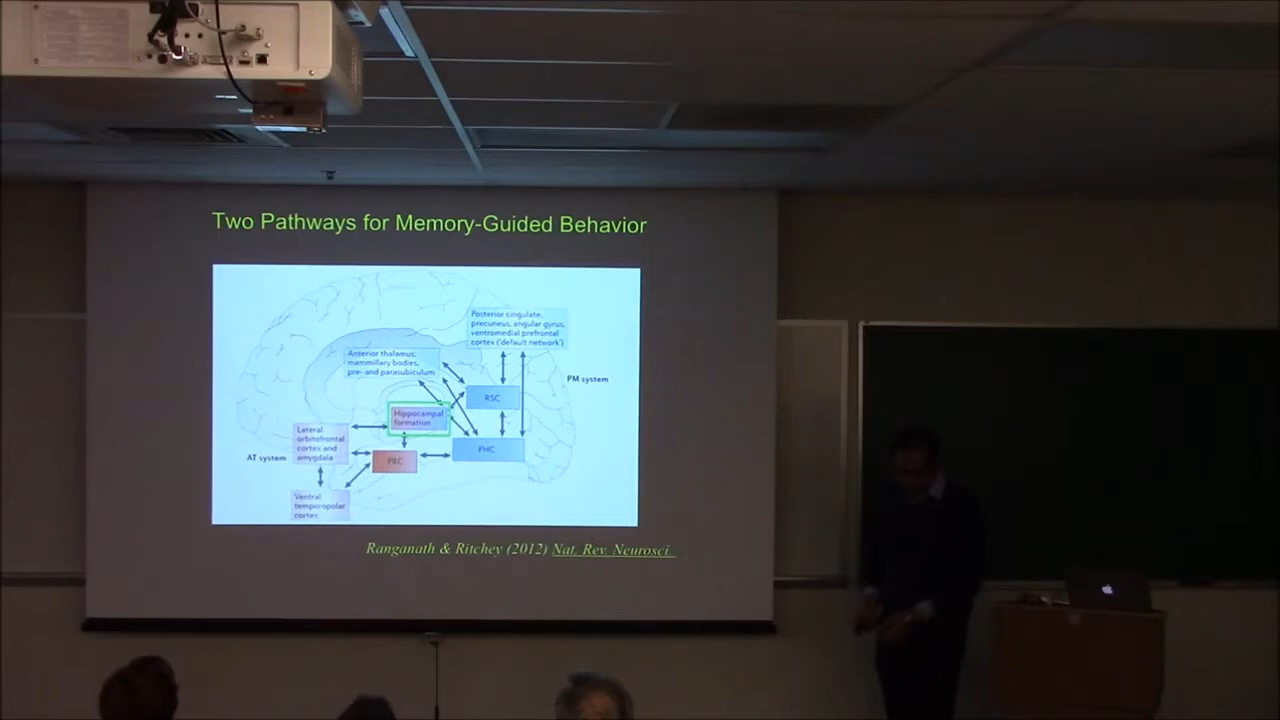 Two Pathways for Memory-Guided Behavior
Posterior cingulate,
precuneus, angular gyrus,
ventromedial prefrontal
cortex ('default network')
Anterior thalamus,
mammillary bodies,
pre- and parasubiculum
PM system
RSC
Hippocampal
formation
Lateral
orbitofrontal
cortex and
amygdala
AT system
PHC
PRC
Ventral
temporopolar
cortex
Ranganath & Ritchey (2012) Nat. Rev. Neurosci.